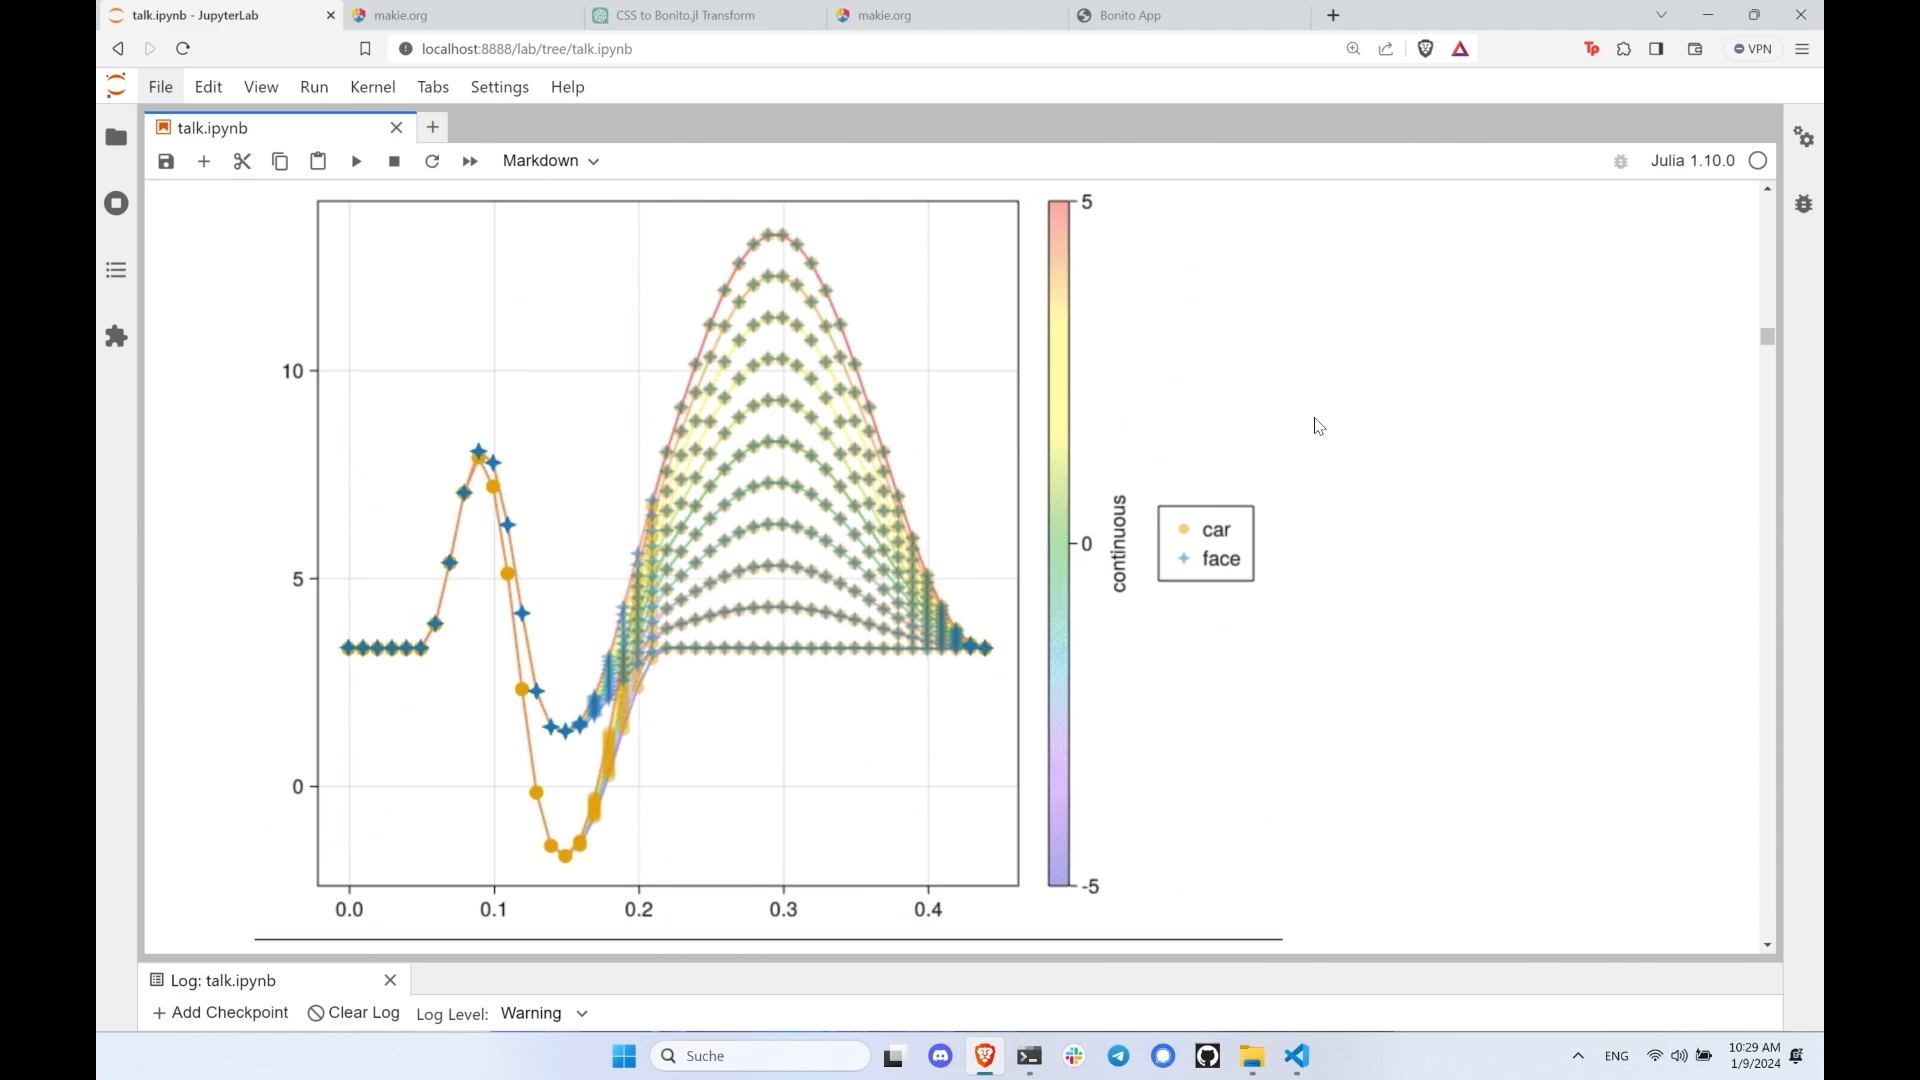 talk.ipynb - JupyterLab
makie.org
CSS to Bonito.jl Transform
makie.org
Bonito App
localhost:8888/lab/tree/talk.ipynb
Tp
VPN
File Edit View Run Kernel Tabs Settings Help
talk.ipynb
Markdown
Julia 1.10.0
10
5
0
0.0
0.1
0.2
0.3
0.4
5
0
-5
continuous
car
face
Log: talk.ipynb
Add Checkpoint
Clear Log
Log Level: Warning
Suche
ENG
10:29 AM
1/9/2024